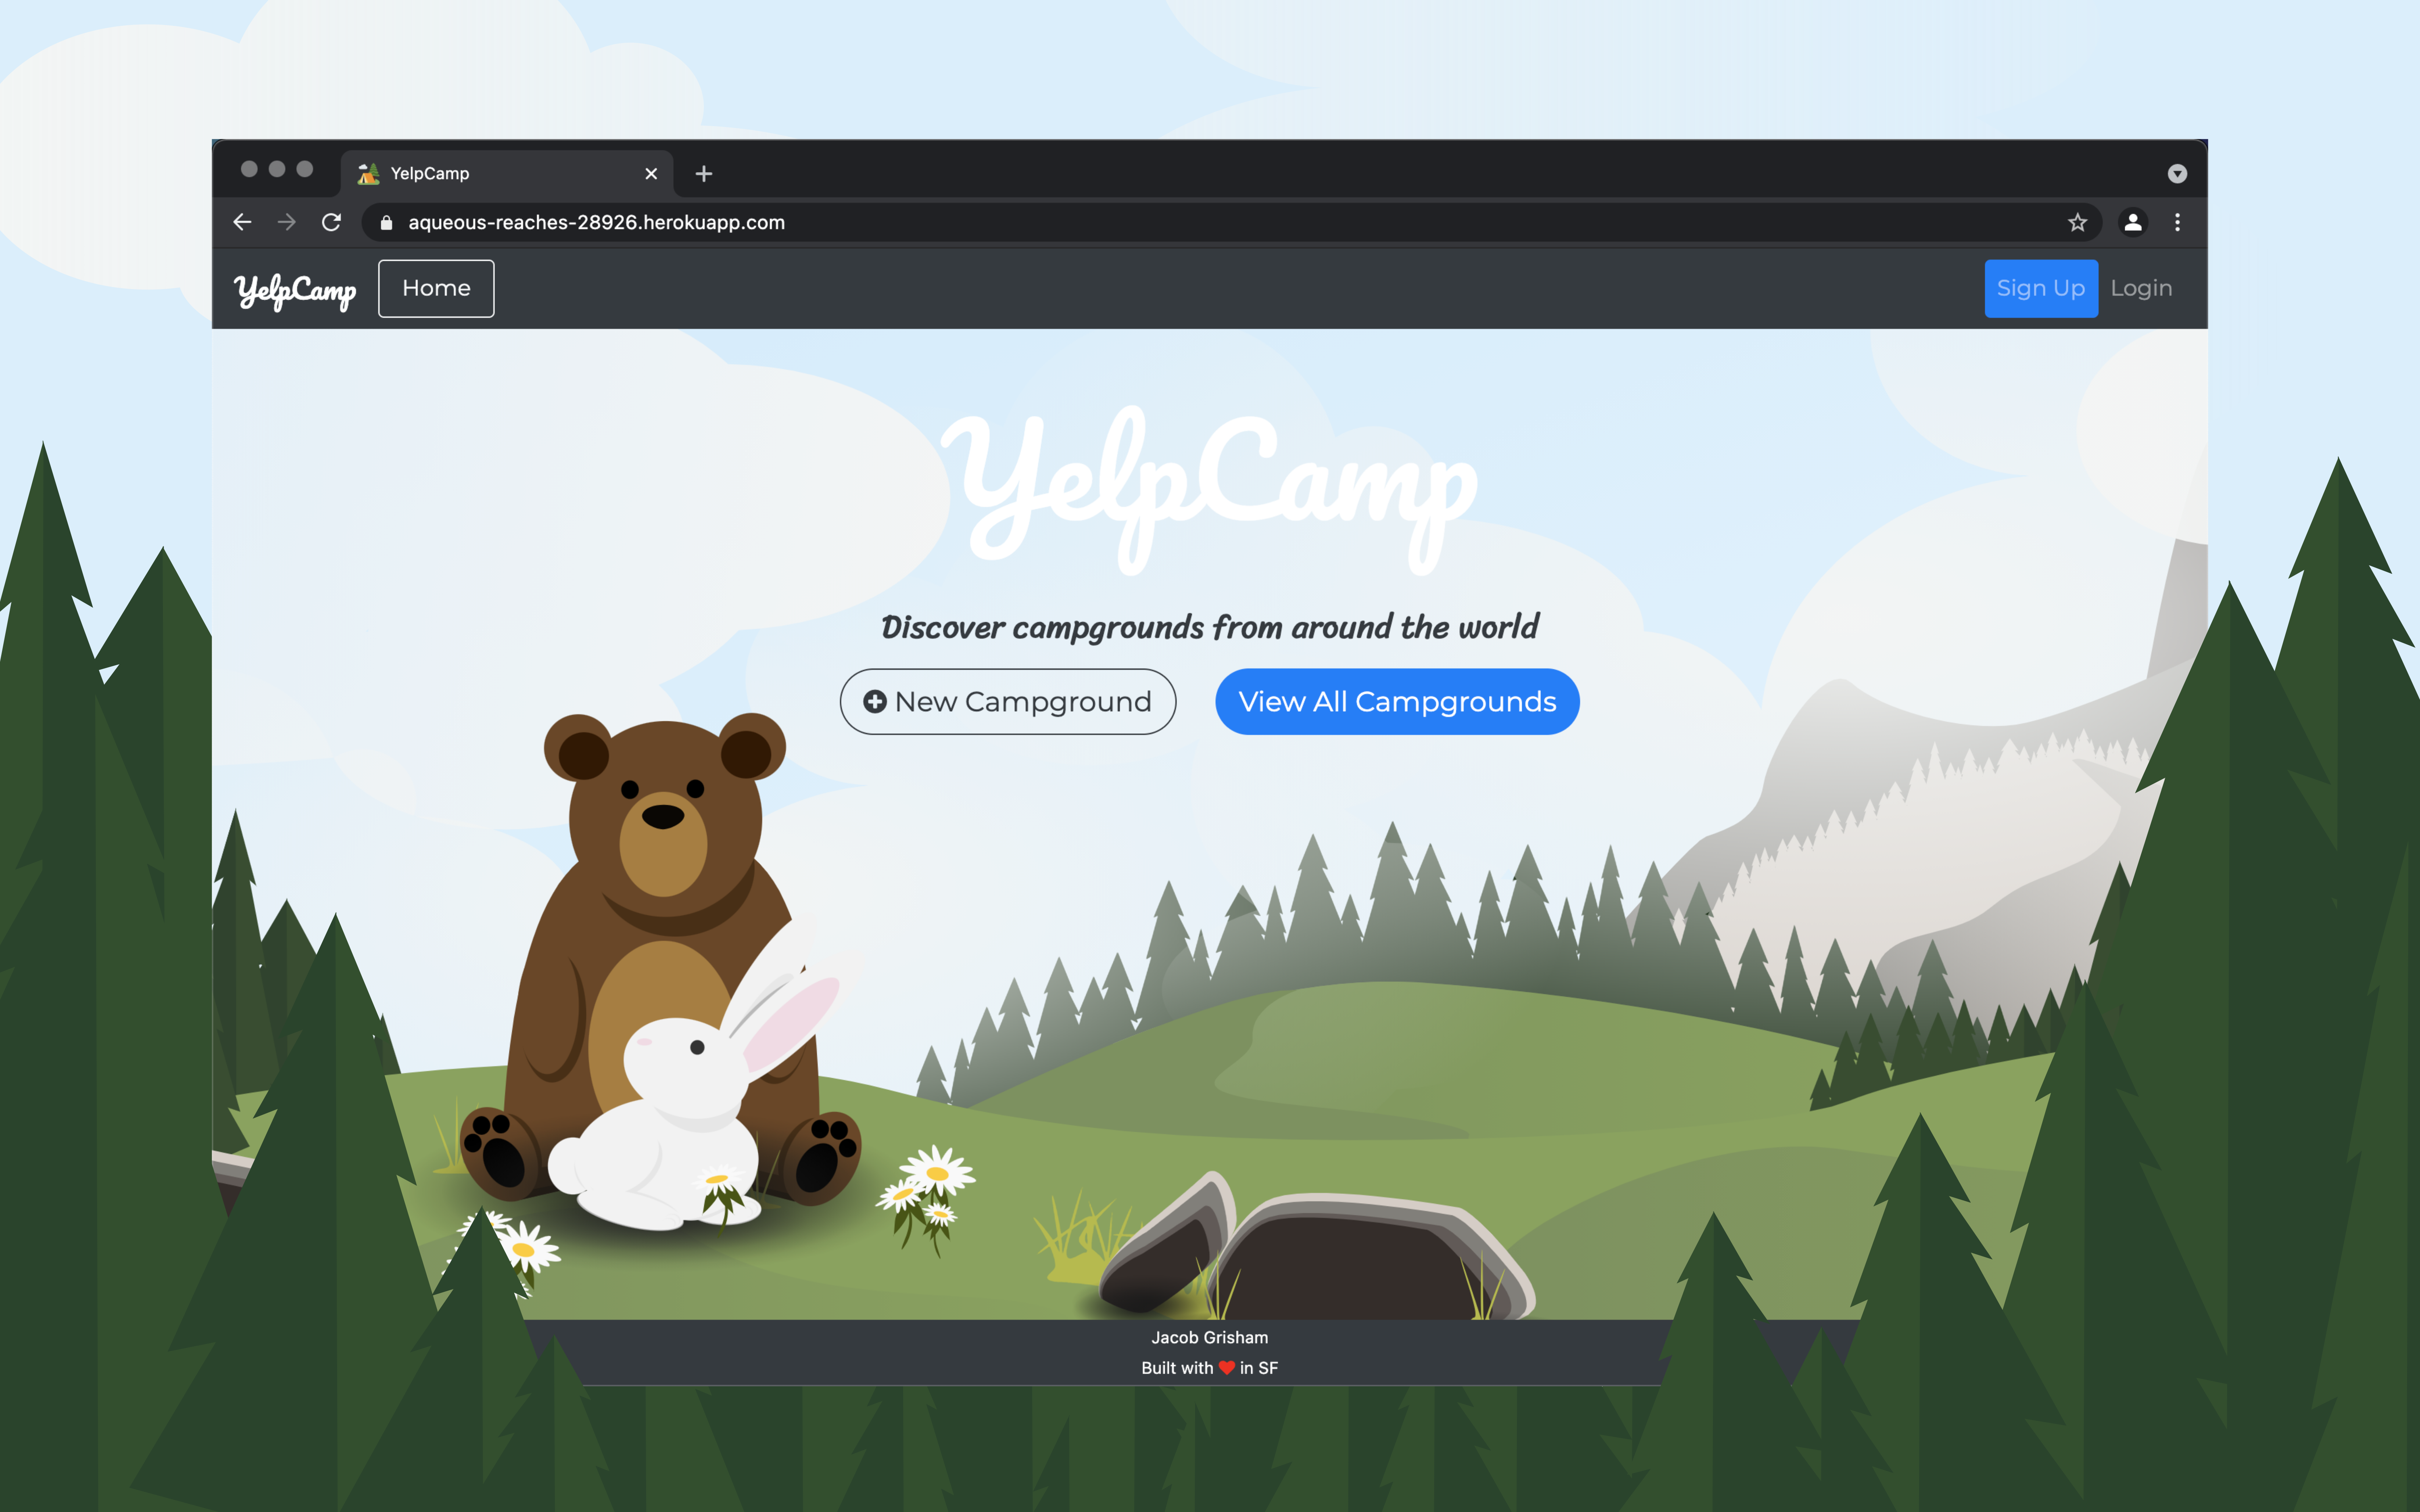 YelpCamp
aqueous-reaches-28926.herokuapp.com
YelpCamp Home Sign Up Login
YelpCamp
Discover campgrounds from around the world
New Campground View All Campgrounds
Jacob Grisham
Built with ❤️ in SF